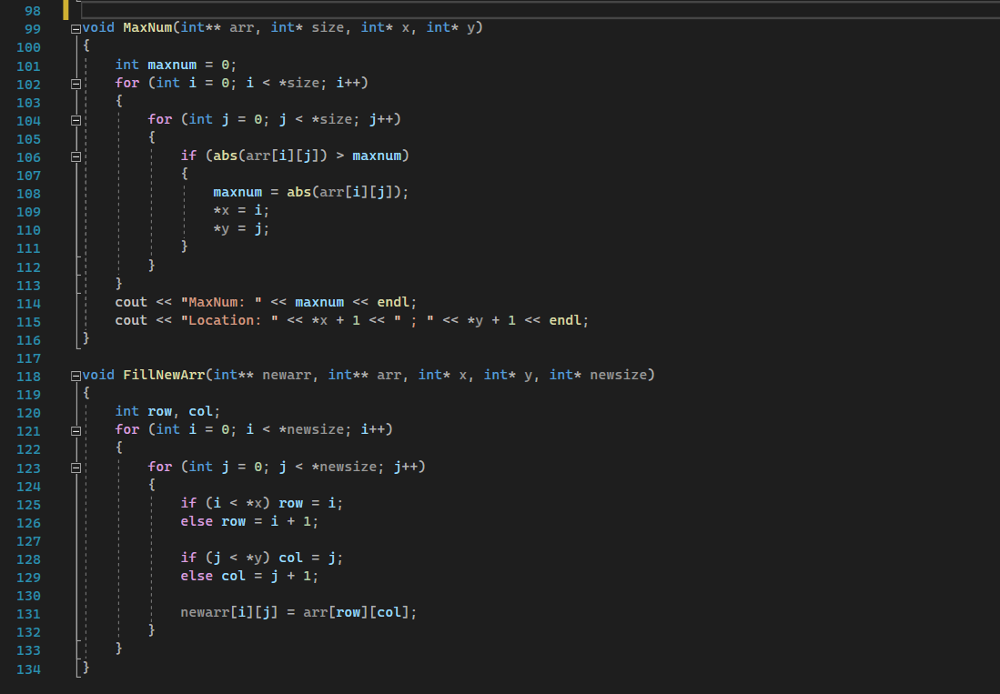 98
99 void MaxNum(int** arr, int* size, int* x, int* y)
100 {
101     int maxnum = 0;
102     for (int i = 0; i < *size; i++)
103     {
104         for (int j = 0; j < *size; j++)
105         {
106             if (abs(arr[i][j]) > maxnum)
107             {
108                 maxnum = abs(arr[i][j]);
109                 *x = i;
110                 *y = j;
111             }
112         }
113     }
114     cout << "MaxNum: " << maxnum << endl;
115     cout << "Location: " << *x + 1 << " ; " << *y + 1 << endl;
116 }
117
118 void FillNewArr(int** newarr, int** arr, int* x, int* y, int* newsize)
119 {
120     int row, col;
121     for (int i = 0; i < *newsize; i++)
122     {
123         for (int j = 0; j < *newsize; j++)
124         {
125             if (i < *x) row = i;
126             else row = i + 1;
127
128             if (j < *y) col = j;
129             else col = j + 1;
130
131             newarr[i][j] = arr[row][col];
132         }
133     }
134 }